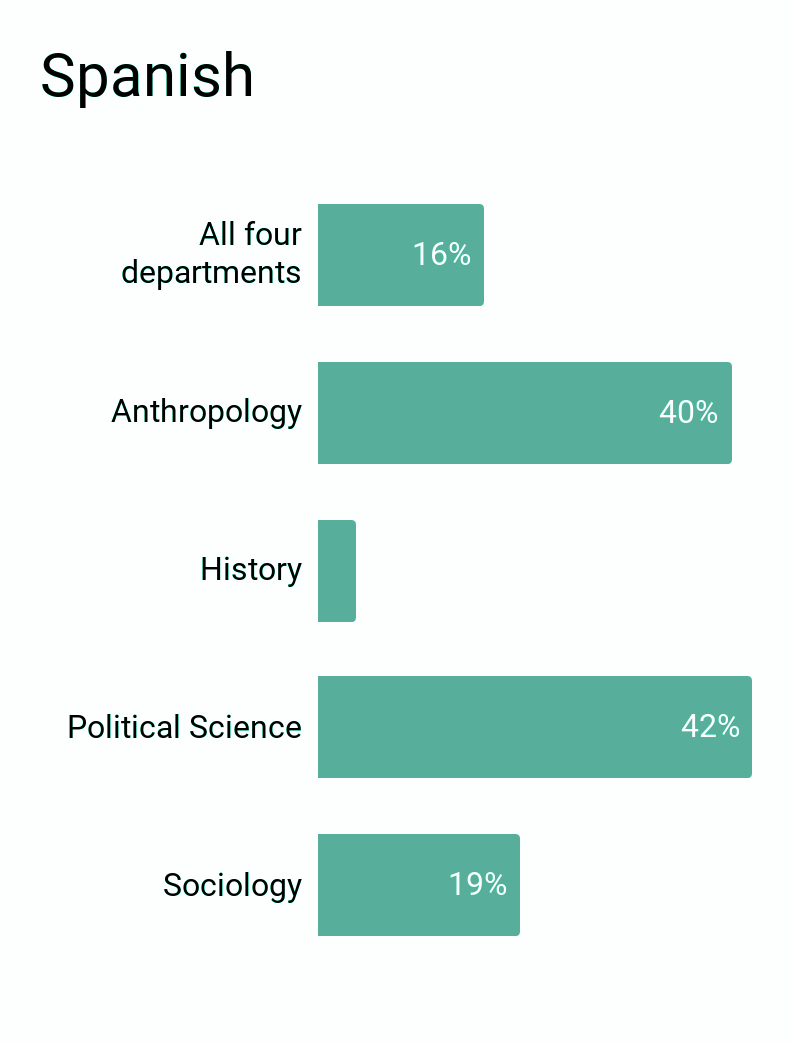 Spanish
All four
departments
16%
Anthropology
40%
History
Political Science
42%
Sociology
19%